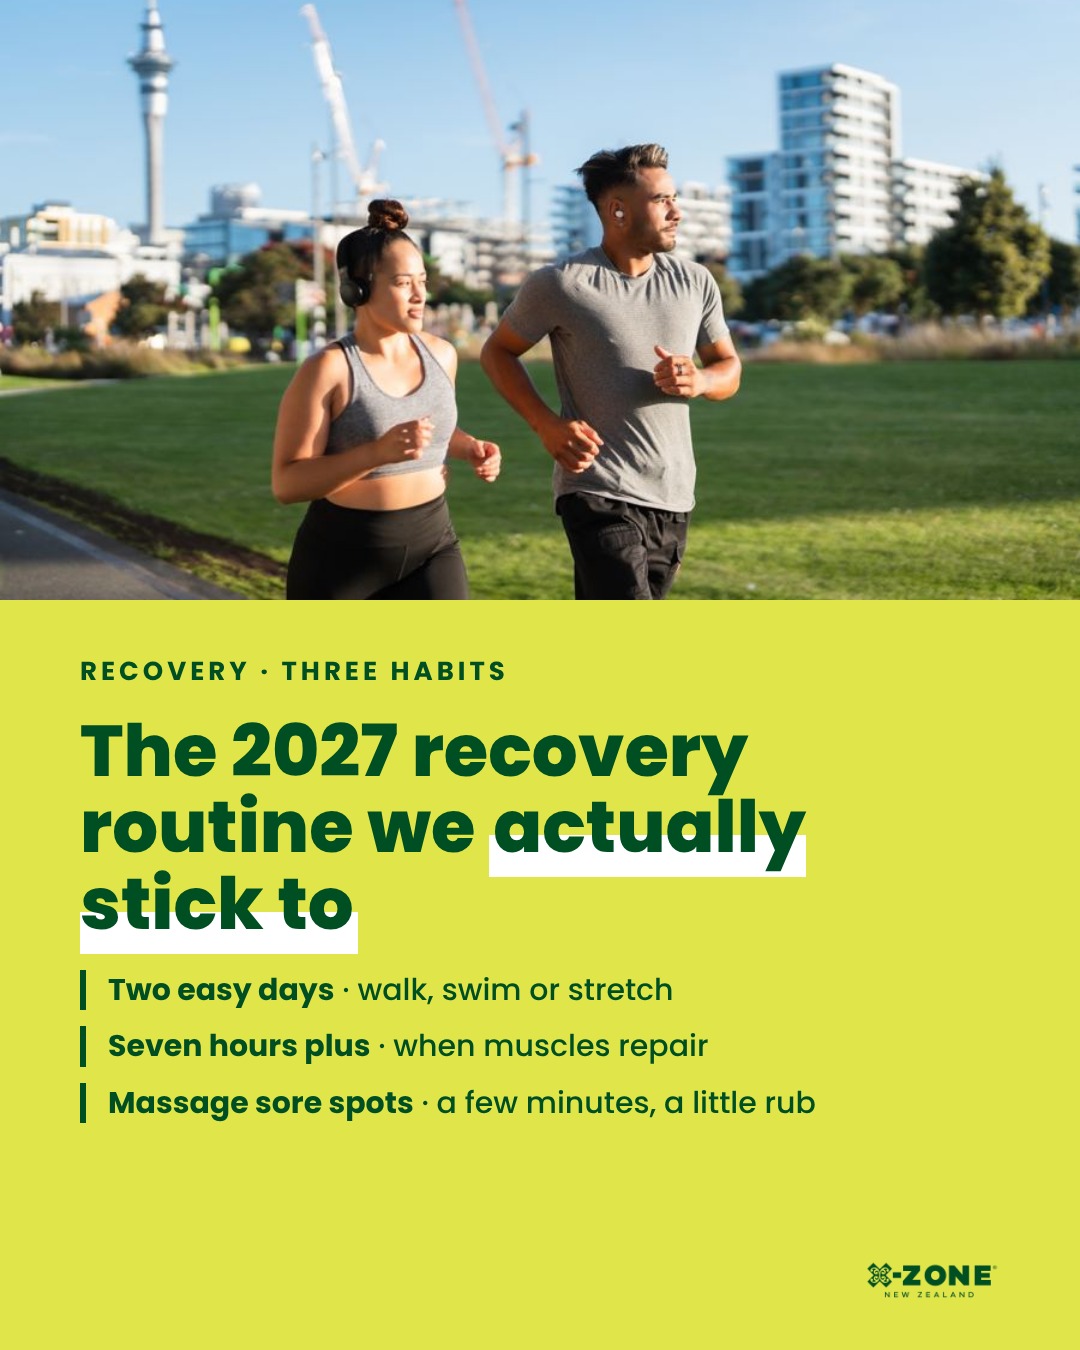 RECOVERY · THREE HABITS
The 2027 recovery
routine we actually
stick to
Two easy days · walk, swim or stretch
Seven hours plus · when muscles repair
Massage sore spots · a few minutes, a little rub
X-ZONE
NEW ZEALAND